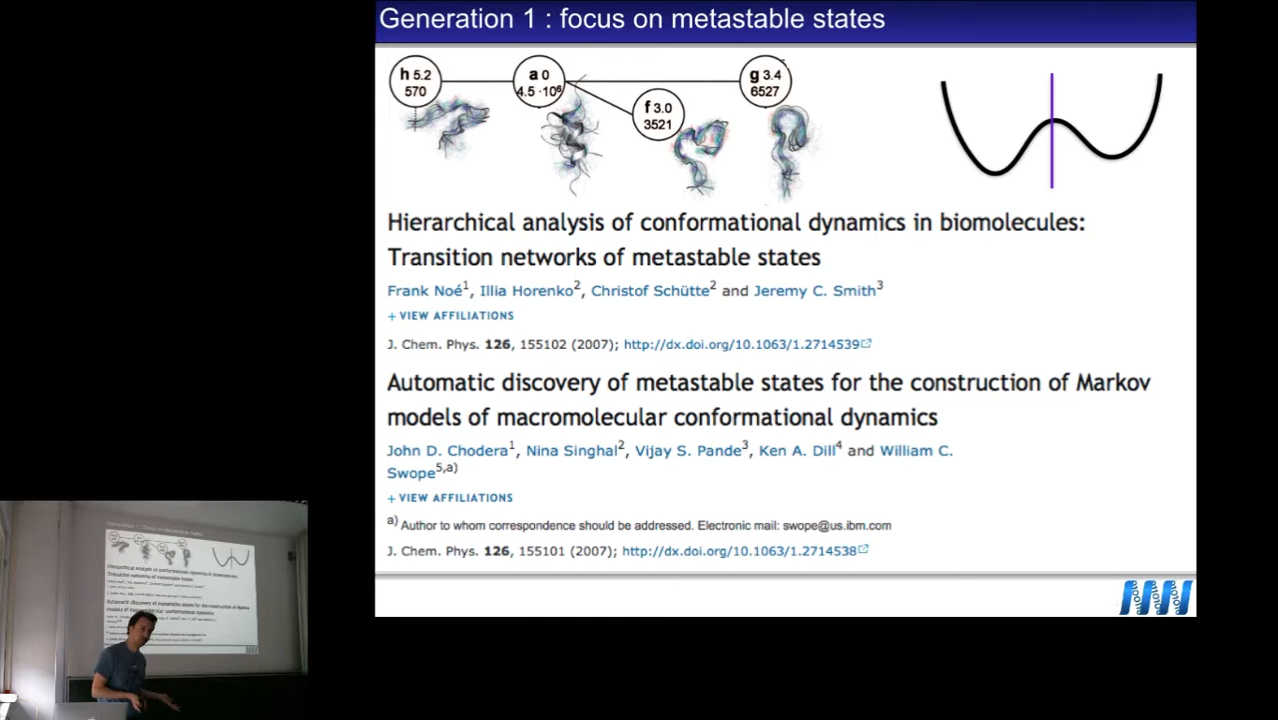 Generation 1 : focus on metastable states
h 5.2
570
a 0
4.5 ·10⁶
f 3.0
3521
g 3.4
6527
Hierarchical analysis of conformational dynamics in biomolecules:
Transition networks of metastable states
Frank Noé1, Illia Horenko2, Christof Schütte2 and Jeremy C. Smith3
+ VIEW AFFILIATIONS
J. Chem. Phys. 126, 155102 (2007); http://dx.doi.org/10.1063/1.2714539
Automatic discovery of metastable states for the construction of Markov
models of macromolecular conformational dynamics
John D. Chodera1, Nina Singhal2, Vijay S. Pande3, Ken A. Dill4 and William C.
Swope5,a)
+ VIEW AFFILIATIONS
a) Author to whom correspondence should be addressed. Electronic mail: swope@us.ibm.com
J. Chem. Phys. 126, 155101 (2007); http://dx.doi.org/10.1063/1.2714538